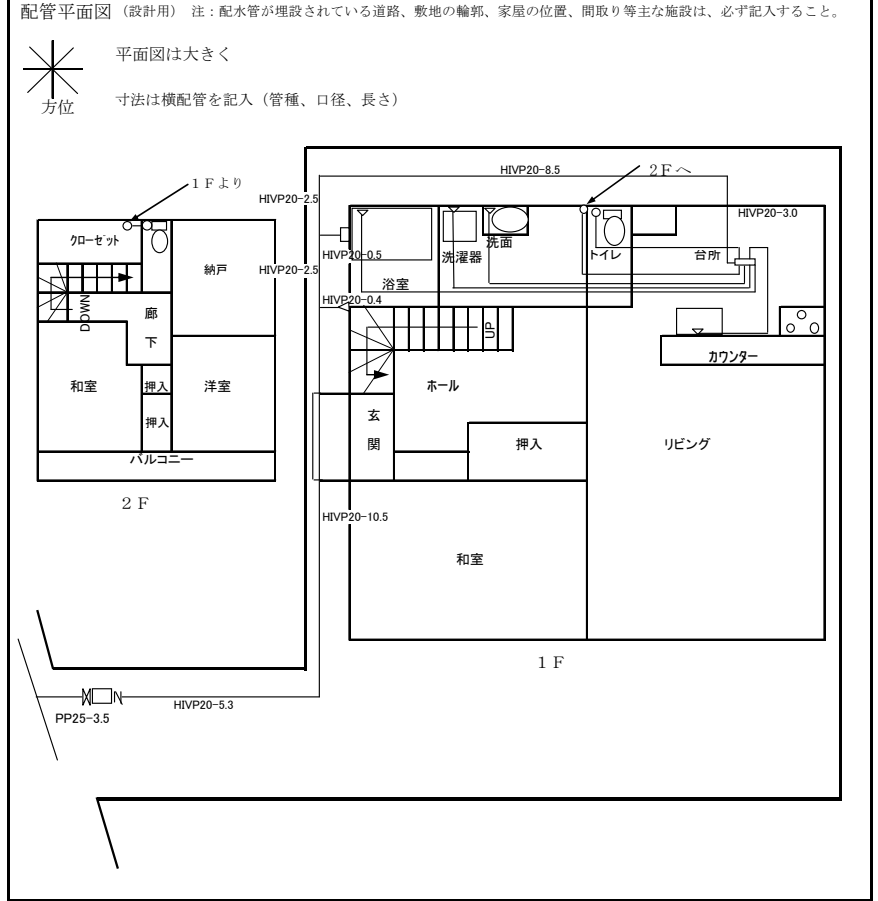 配管平面図 (設計用) 注：配水管が埋設されている道路、敷地の輪郭、家屋の位置、間取り等主な施設は、必ず記入すること。
平面図は大きく
方位
寸法は横配管を記入（管種、口径、長さ）
１Ｆより
HIVP20-8.5
２Ｆへ
HIVP20-2.5
HIVP20-3.0
クローゼット
納戸
HIVP20-2.5
HIVP20-0.5
浴室
洗濯器
洗面
トイレ
台所
DOWN
廊下
HIVP20-0.4
UP
カウンター
和室
押入
洋室
押入
バルコニー
２Ｆ
ホール
玄関
押入
リビング
HIVP20-10.5
和室
１Ｆ
HIVP20-5.3
PP25-3.5